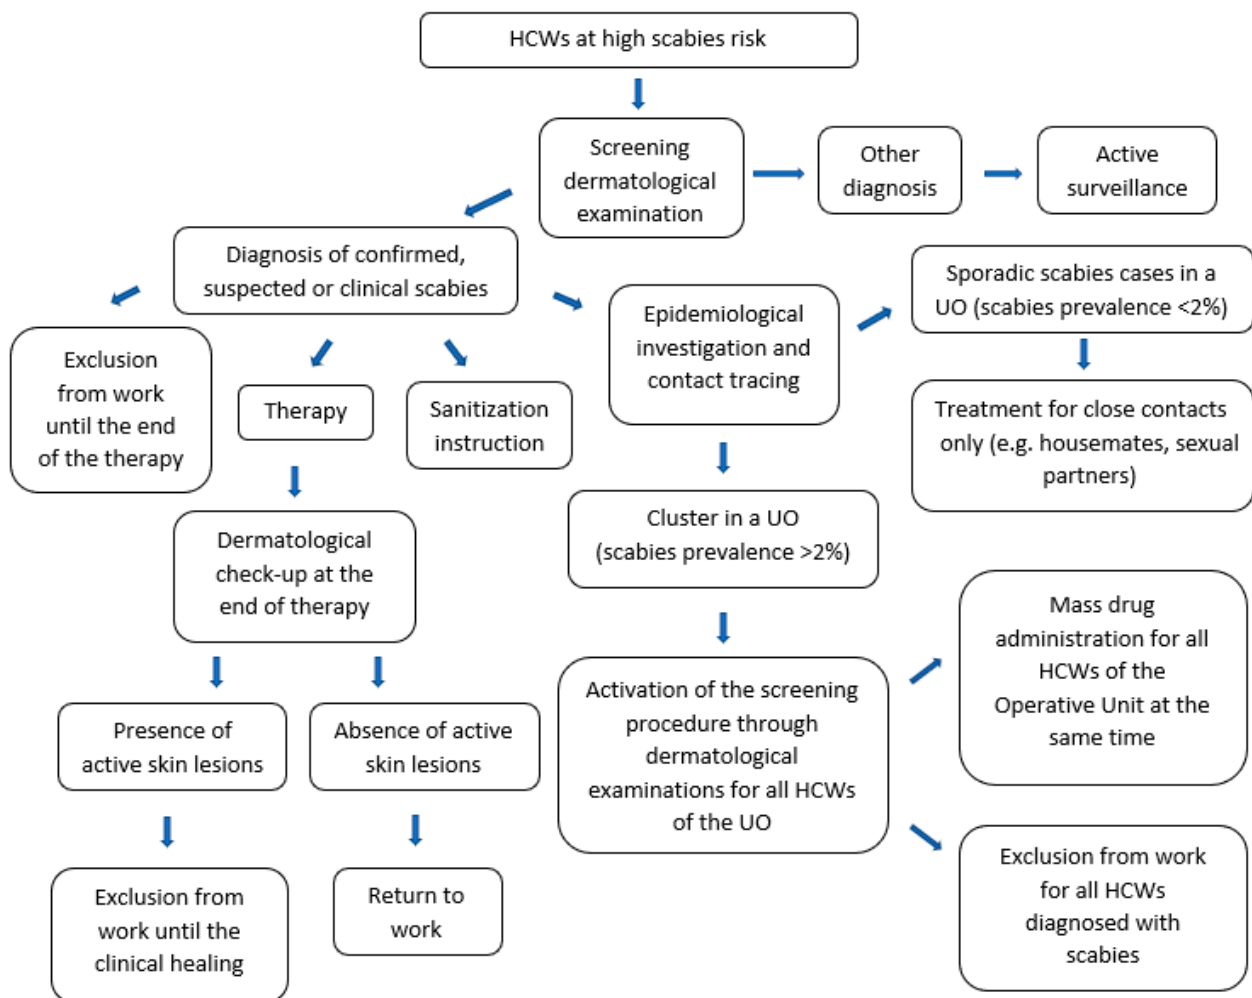 HCWs at high scabies risk
Screening
dermatological
examination
Other
diagnosis
Active
surveillance
Diagnosis of confirmed,
suspected or clinical scabies
Sporadic scabies cases in a
UO (scabies prevalence <2%)
Epidemiological
investigation and
contact tracing
Exclusion
from work
until the end
of the therapy
Therapy
Sanitization
instruction
Treatment for close contacts
only (e.g. housemates, sexual
partners)
Cluster in a UO
(scabies prevalence >2%)
Dermatological
check-up at the
end of therapy
Mass drug
administration for all
HCWs of the
Operative Unit at the
same time
Activation of the screening
procedure through
dermatological
examinations for all HCWs
of the UO
Presence of
active skin lesions
Absence of active
skin lesions
Exclusion from work
for all HCWs
diagnosed with
scabies
Exclusion from
work until the
clinical healing
Return to
work